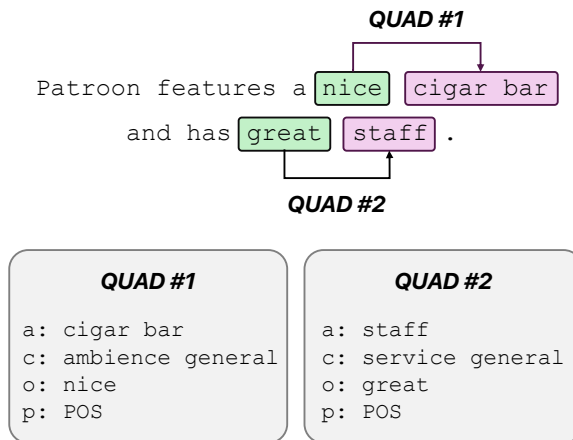 QUAD #1
Patroon features a nice cigar bar
and has great staff .
QUAD #2
QUAD #1
a: cigar bar
c: ambience general
o: nice
p: POS
QUAD #2
a: staff
c: service general
o: great
p: POS